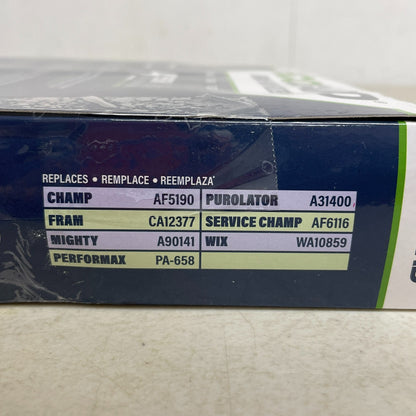 REPLACES • REMPLACE • REEMPLAZA*
CHAMP AF5190 PUROLATOR A31400
FRAM CA12377 SERVICE CHAMP AF6116
MIGHTY A90141 WIX WA10859
PERFORMAX PA-658